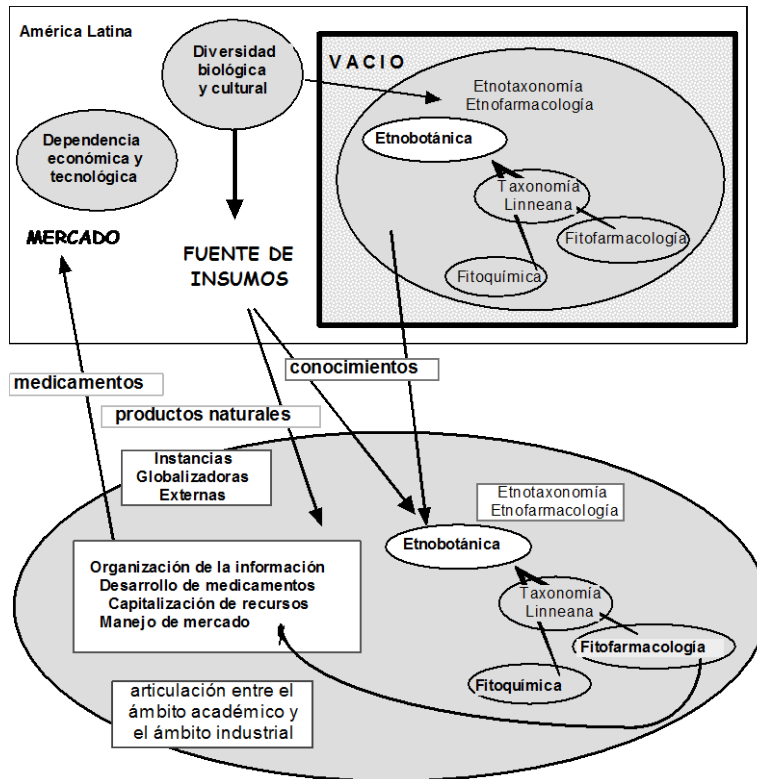 América Latina
Diversidad
biológica
y cultural
V A C I O
Etnotaxonomía
Etnofarmacología
Etnobotánica
Taxonomía
Linneana
Fitofarmacología
Fitoquímica
Dependencia
económica y
tecnológica
MERCADO
FUENTE DE
INSUMOS
conocimientos
medicamentos
productos naturales
Instancias
Globalizadoras
Externas
Etnotaxonomía
Etnofarmacología
Etnobotánica
Organización de la información
Desarrollo de medicamentos
Capitalización de recursos
Manejo de mercado
Taxonomía
Linneana
Fitofarmacología
Fitoquímica
articulación entre el
ámbito académico y
el ámbito industrial